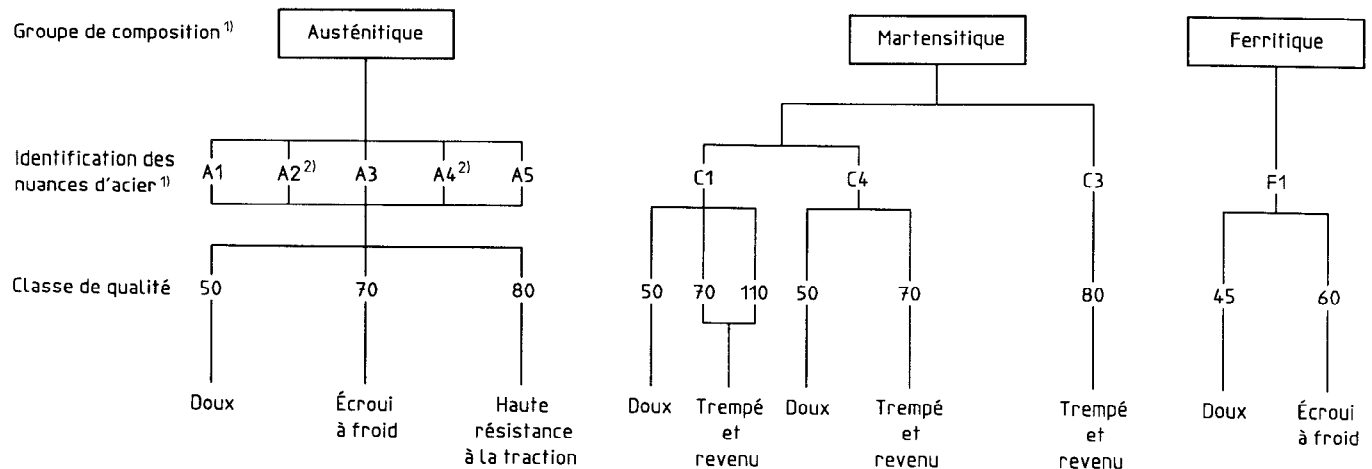 Groupe de composition 1)
Austénitique
Martensitique
Ferritique
Identification des
nuances d'acier 1)
A1 A2 2) A3 A4 2) A5
C1 C4 C3 F1
Classe de qualité
50 70 80
50 70 110 50 70 80
45 60
Doux
Écroui
à froid
Haute
résistance
à la traction
Doux
Trempé
et
revenu
Doux
Trempé
et
revenu
Trempé
et
revenu
Doux
Écroui
à froid